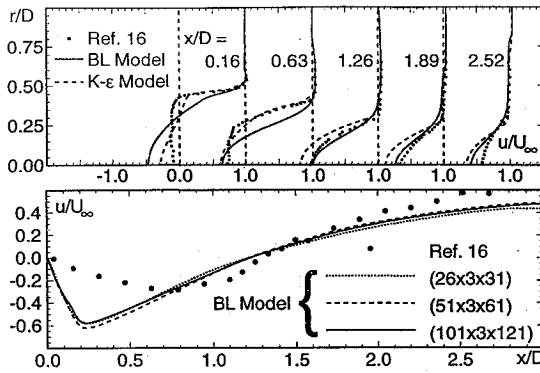 r/D
Ref. 16
BL Model
K-ε Model
x/D =
0.16
0.63
1.26
1.89
2.52
0.75
0.50
0.25
0.00
u/U∞
-1.0
0.0
1.0
1.0
1.0
1.0
1.0
u/U∞
0.4
0.2
0.0
-0.2
-0.4
-0.6
Ref. 16
BL Model
(26x3x31)
(51x3x61)
(101x3x121)
0.0
0.5
1.0
1.5
2.0
2.5
x/D